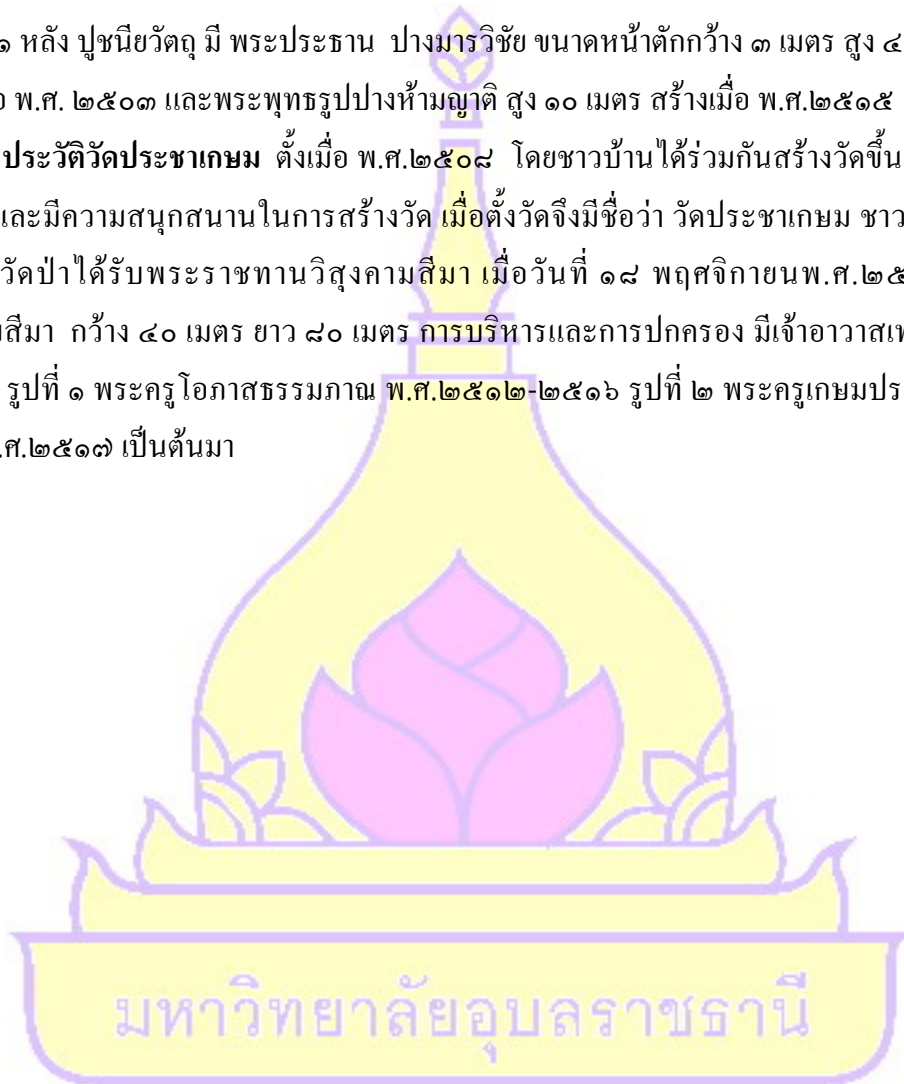 ๑ หลัง ปูชนียวัตถุ มี พระประธาน ปางมารวิชัย ขนาดหน้าตักกว้าง ๓ เมตร สูง ๔
พ.ศ. ๒๕๐๓ และพระพุทธรูปปางห้ามญาติ สูง ๑๐ เมตร สร้างเมื่อ พ.ศ.๒๕๑๕
ประวัติวัดประชาเกษม ตั้งเมื่อ พ.ศ.๒๕๐๘ โดยชาวบ้านได้ร่วมกันสร้างวัดขึ้น
และมีความสนุกสนานในการสร้างวัด เมื่อตั้งวัดจึงมีชื่อว่า วัดประชาเกษม ชาว
วัดป่าได้รับพระราชทานวิสุงคามสีมา เมื่อวันที่ ๑๘ พฤศจิกายนพ.ศ.๒๕
สีมา กว้าง ๔๐ เมตร ยาว ๘๐ เมตร การบริหารและการปกครอง มีเจ้าอาวาสเท
รูปที่ ๑ พระครูโอภาสธรรมภาณ พ.ศ.๒๕๑๒-๒๕๑๖ รูปที่ ๒ พระครูเกษมประ
.ศ.๒๕๑๗ เป็นต้นมา
มหาวิทยาลัยอุบลราชธานี